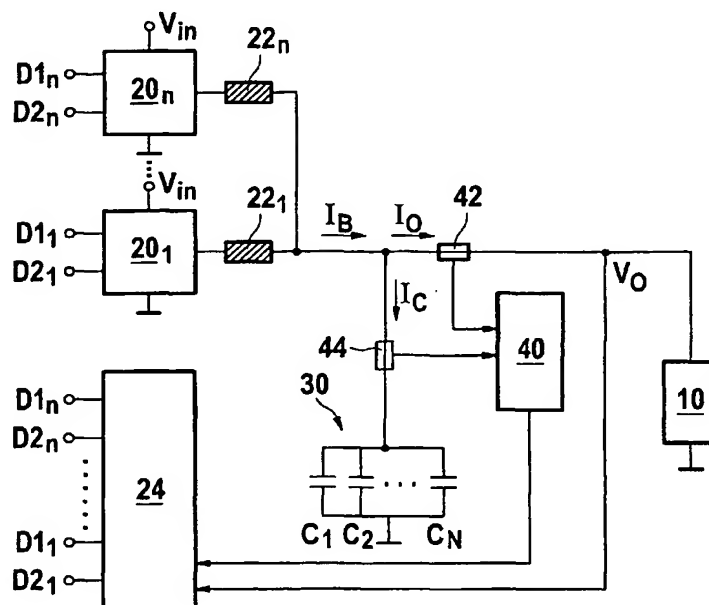 V_in
22_n
D1_n
20_n
D2_n
V_in
22_1
I_B
I_O
42
D1_1
20_1
D2_1
V_O
I_C
44
40
30
10
D1_n
D2_n
24
D1_1
D2_1
C_1
C_2
C_N